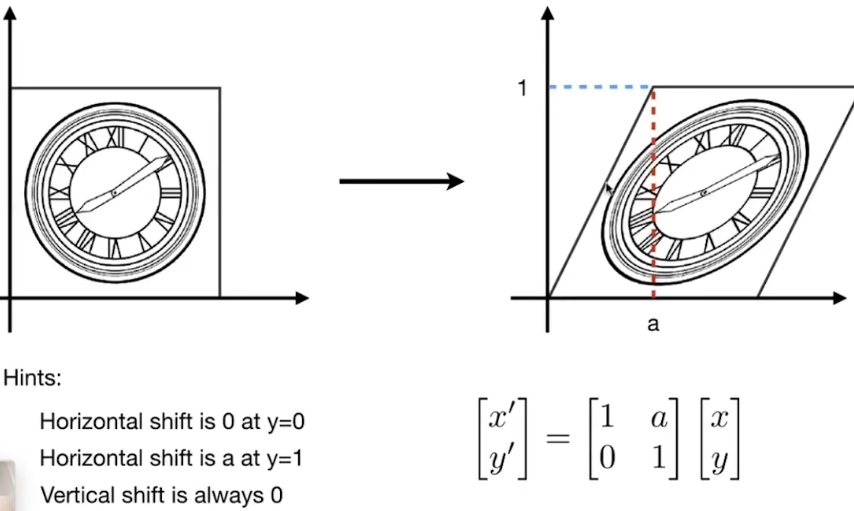 1
a
Hints:
Horizontal shift is 0 at y=0
Horizontal shift is a at y=1
Vertical shift is always 0
[x′ y′] = [1 a 0 1] [x y]